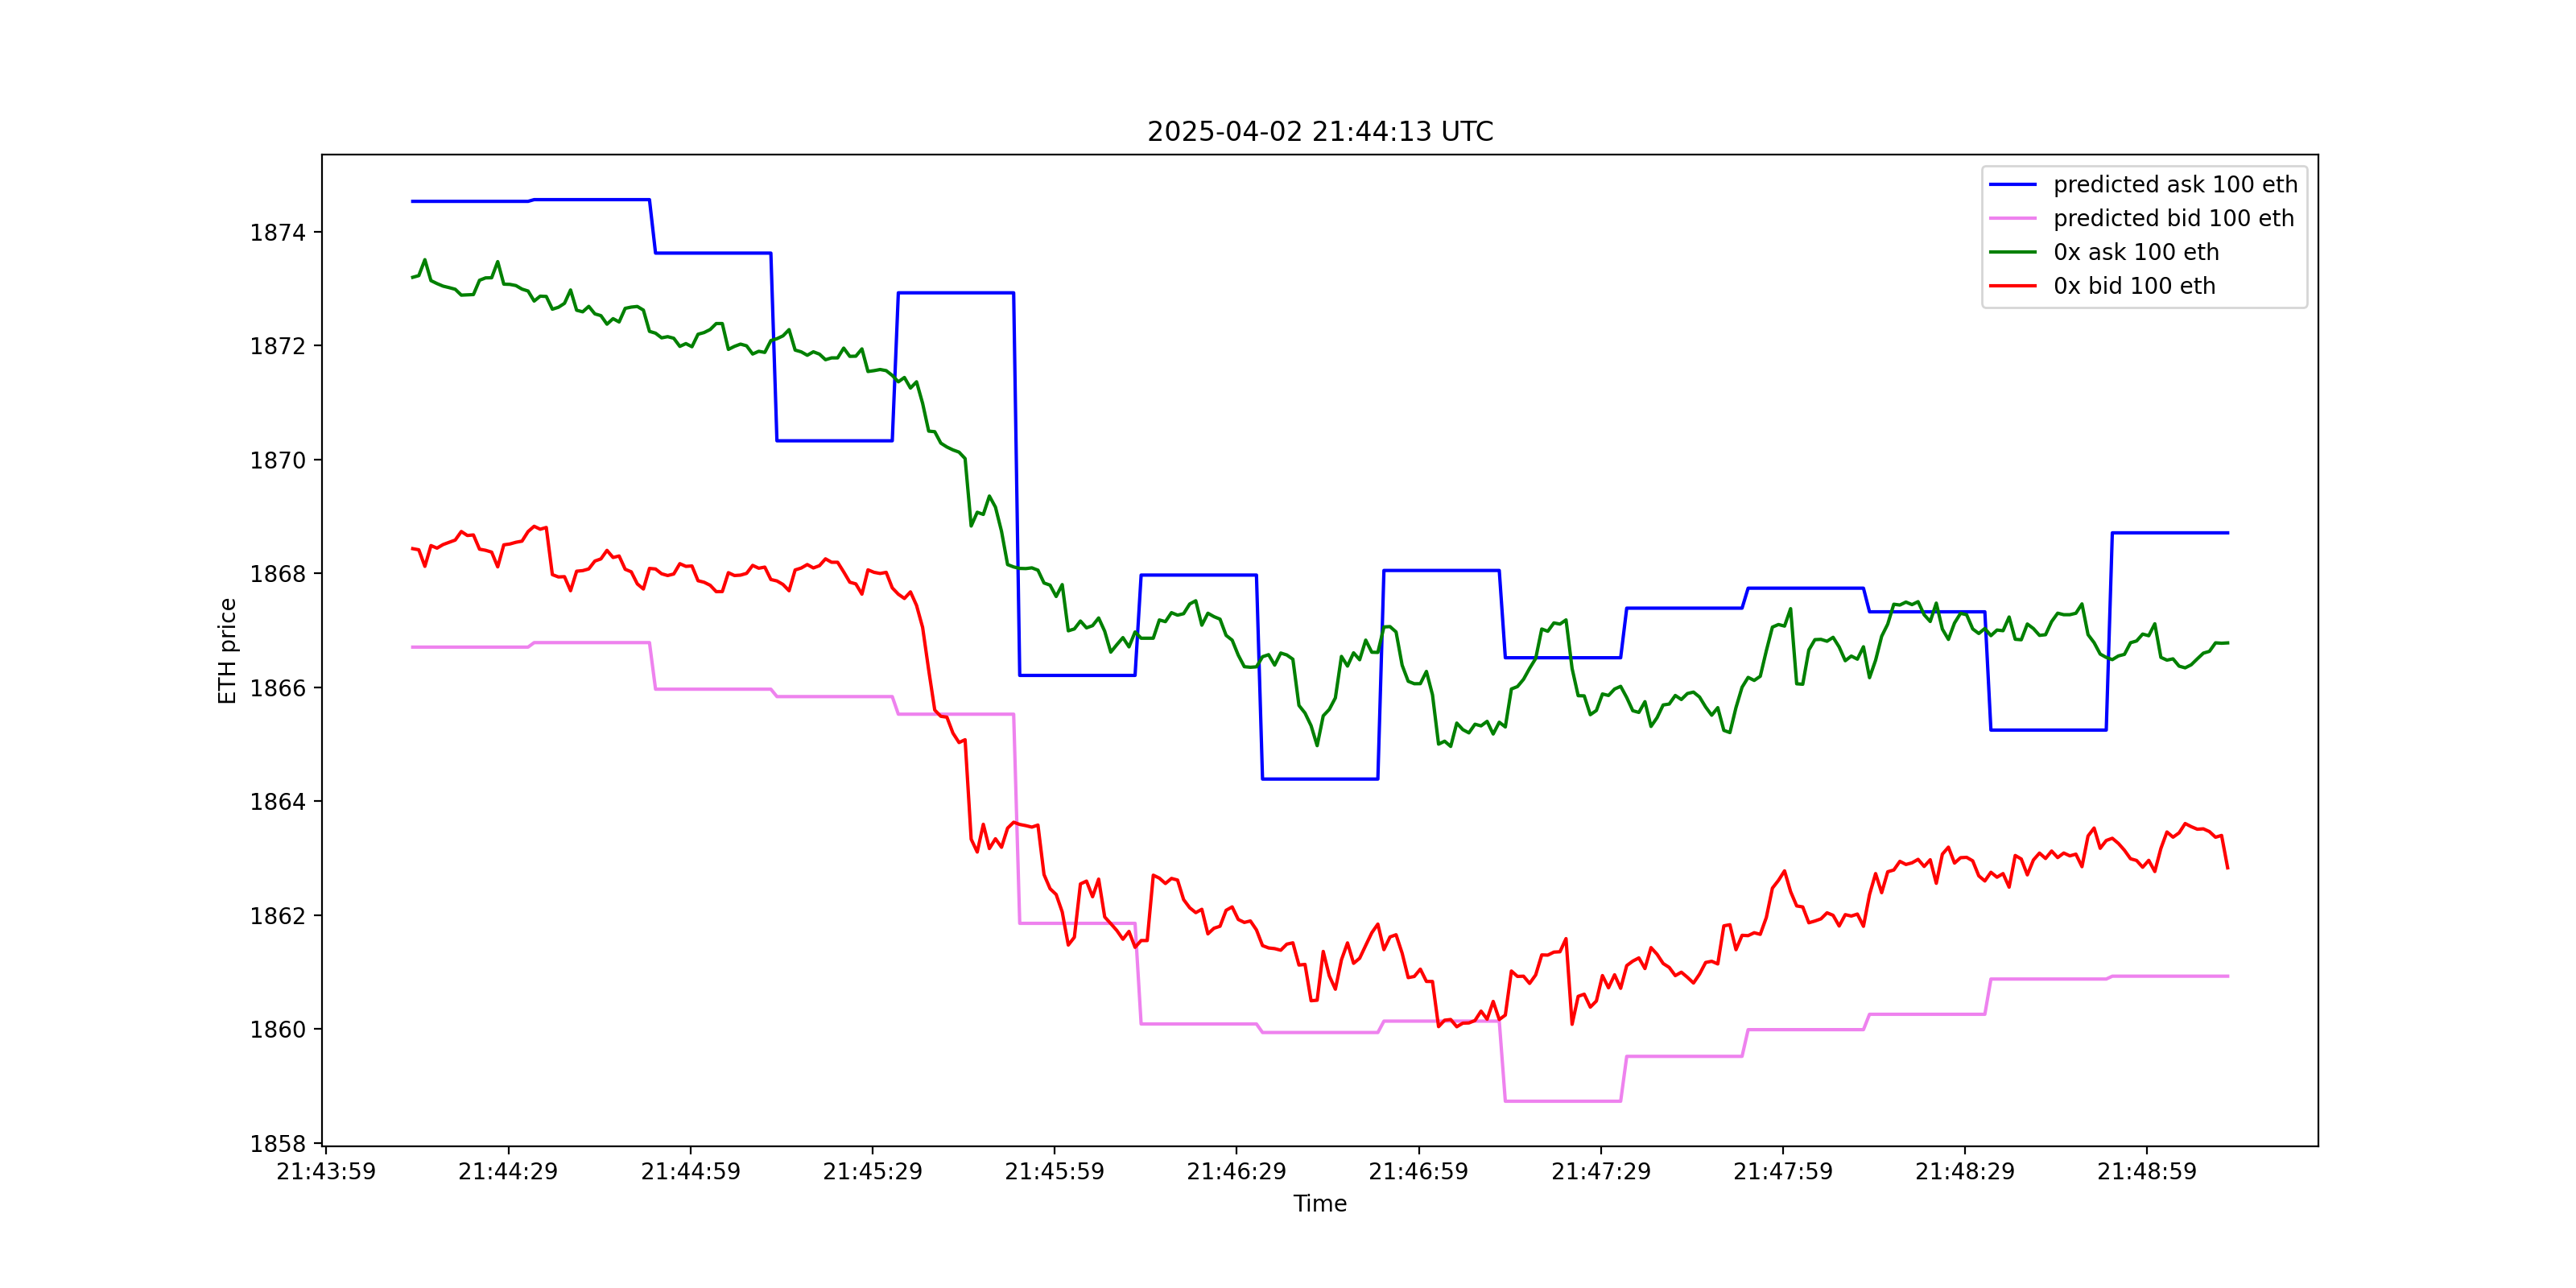 2025-04-02 21:44:13 UTC
predicted ask 100 eth
predicted bid 100 eth
0x ask 100 eth
0x bid 100 eth
ETH price
1874
1872
1870
1868
1866
1864
1862
1860
1858
21:43:59 21:44:29 21:44:59 21:45:29 21:45:59 21:46:29 21:46:59 21:47:29 21:47:59 21:48:29 21:48:59
Time